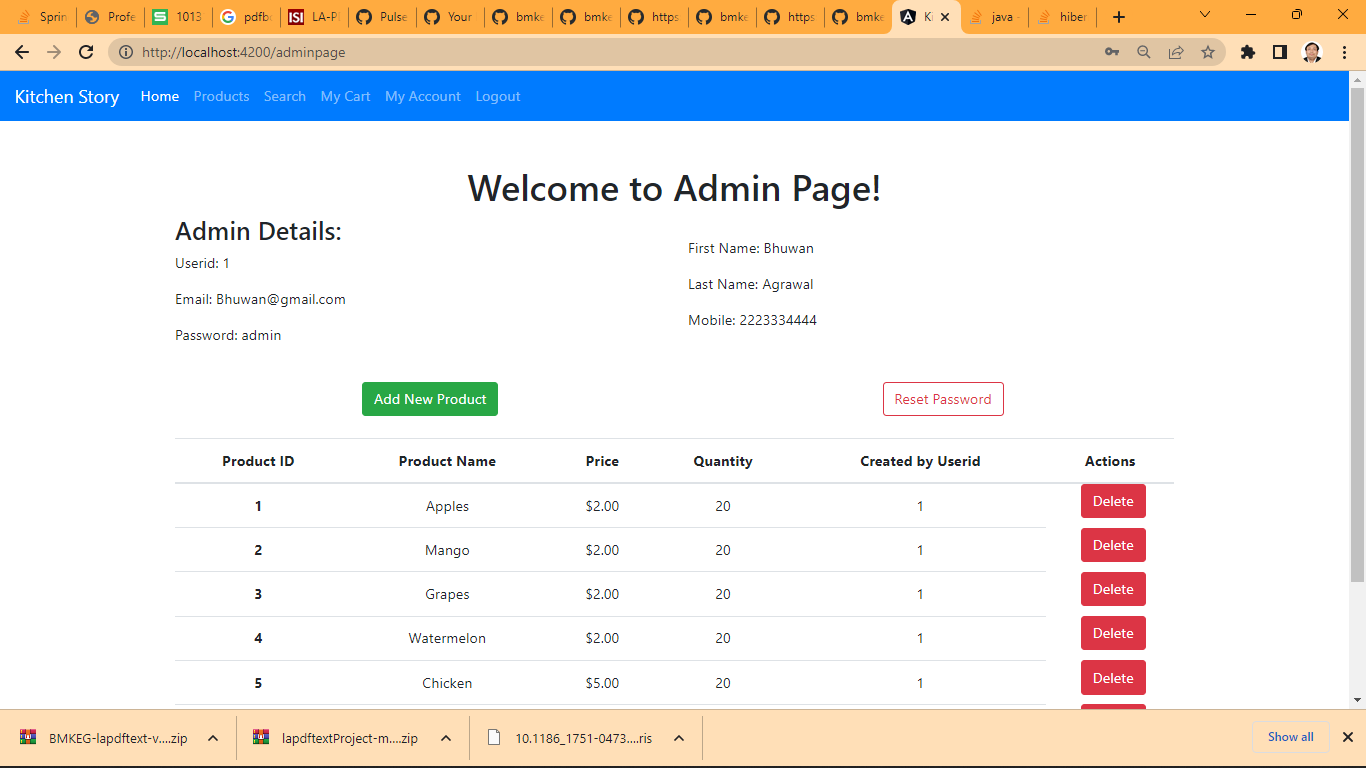 Sprin Profe 1013 pdfbo LA-PD Pulse Your bmke bmke https bmke https bmke Ki java - hiber
http://localhost:4200/adminpage
Kitchen Story Home Products Search My Cart My Account Logout
Welcome to Admin Page!
Admin Details:
Userid: 1
Email: Bhuwan@gmail.com
Password: admin
First Name: Bhuwan
Last Name: Agrawal
Mobile: 2223334444
Add New Product Reset Password
Product ID Product Name Price Quantity Created by Userid Actions
1 Apples $2.00 20 1 Delete
2 Mango $2.00 20 1 Delete
3 Grapes $2.00 20 1 Delete
4 Watermelon $2.00 20 1 Delete
5 Chicken $5.00 20 1 Delete
BMKEG-lapdftext-v....zip lapdftextProject-m....zip 10.1186_1751-0473....ris Show all